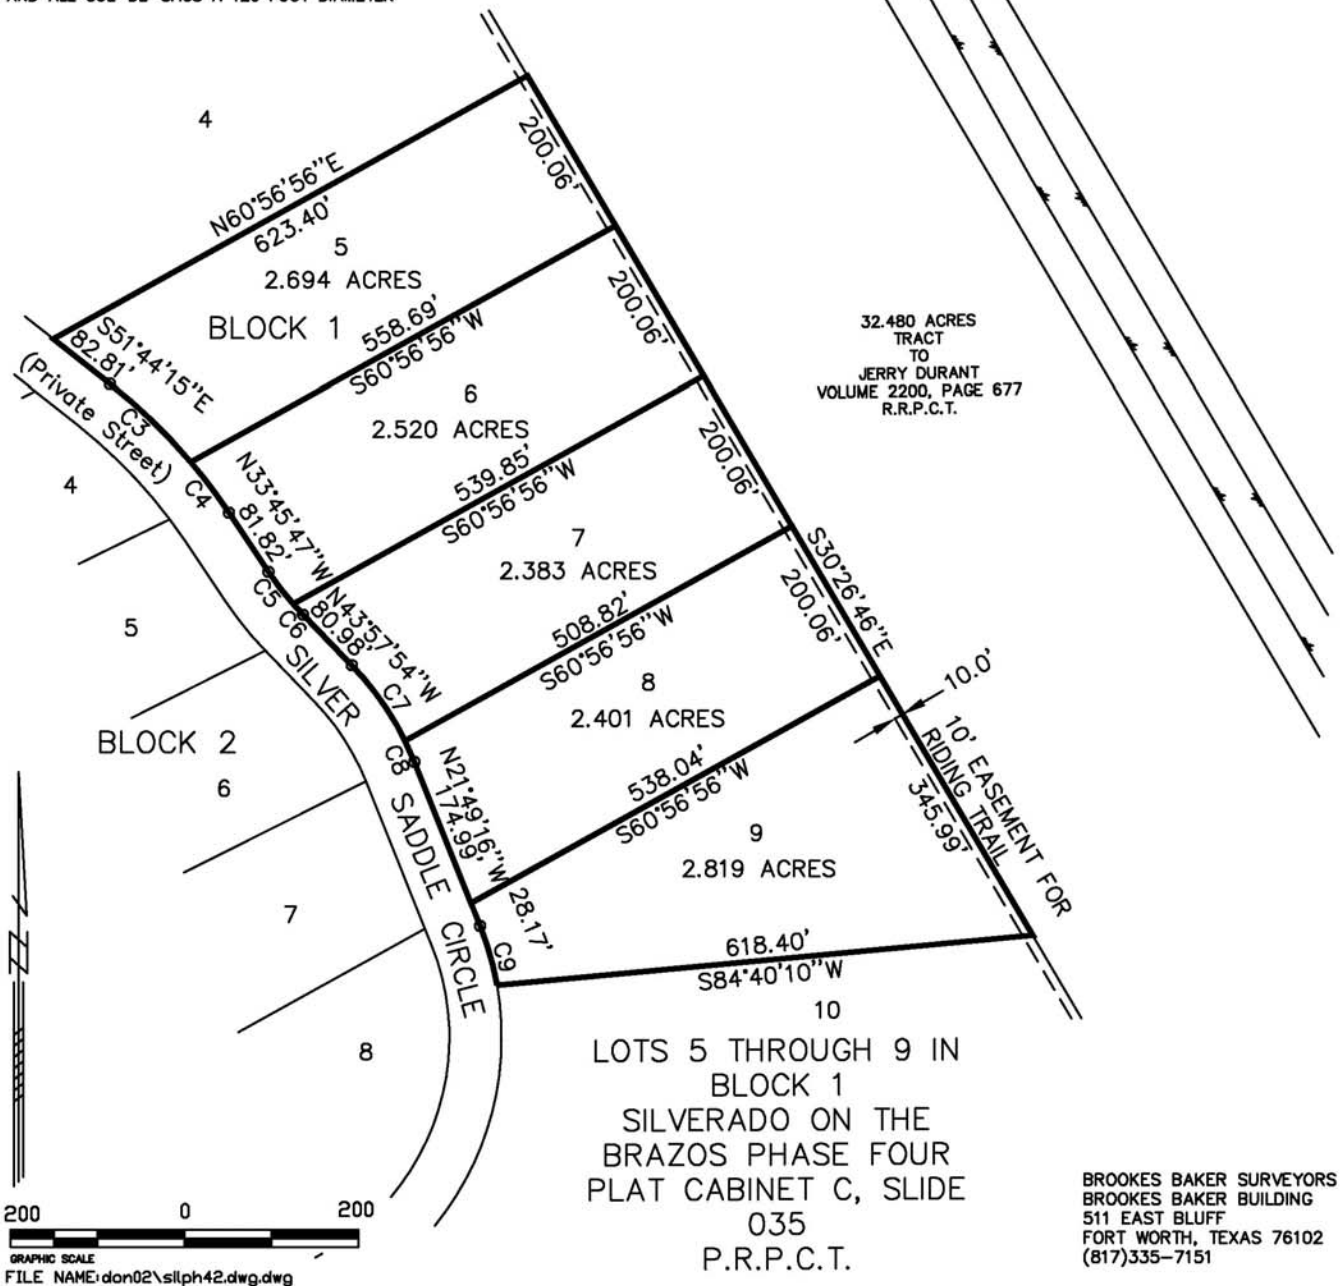 4
N60°56'56"E
623.40'
5
2.694 ACRES
BLOCK 1
200.06'
558.69'
S60°56'56"W
S51°44'15"E
82.81'
(Private Street)
C3
C4
6
2.520 ACRES
200.06'
539.85'
S60°56'56"W
N33°45'47"W
81.82'
C5
C6
7
2.383 ACRES
200.06'
508.82'
S60°56'56"W
N43°57'54"W
80.98'
C7
C8
8
2.401 ACRES
200.06'
S30°26'46"E
538.04'
S60°56'56"W
N21°49'16"W
174.99'
28.17'
9
2.819 ACRES
345.99'
10.0'
10' EASEMENT FOR
RIDING TRAIL
618.40'
S84°40'10"W
C9
10
32.480 ACRES
TRACT
TO
JERRY DURANT
VOLUME 2200, PAGE 677
R.R.P.C.T.
4
5
BLOCK 2
6
7
8
SILVER SADDLE CIRCLE
LOTS 5 THROUGH 9 IN
BLOCK 1
SILVERADO ON THE
BRAZOS PHASE FOUR
PLAT CABINET C, SLIDE
035
P.R.P.C.T.
200 0 200
GRAPHIC SCALE
FILE NAME:don02\silph42.dwg.dwg
BROOKES BAKER SURVEYORS
BROOKES BAKER BUILDING
511 EAST BLUFF
FORT WORTH, TEXAS 76102
(817)335-7151